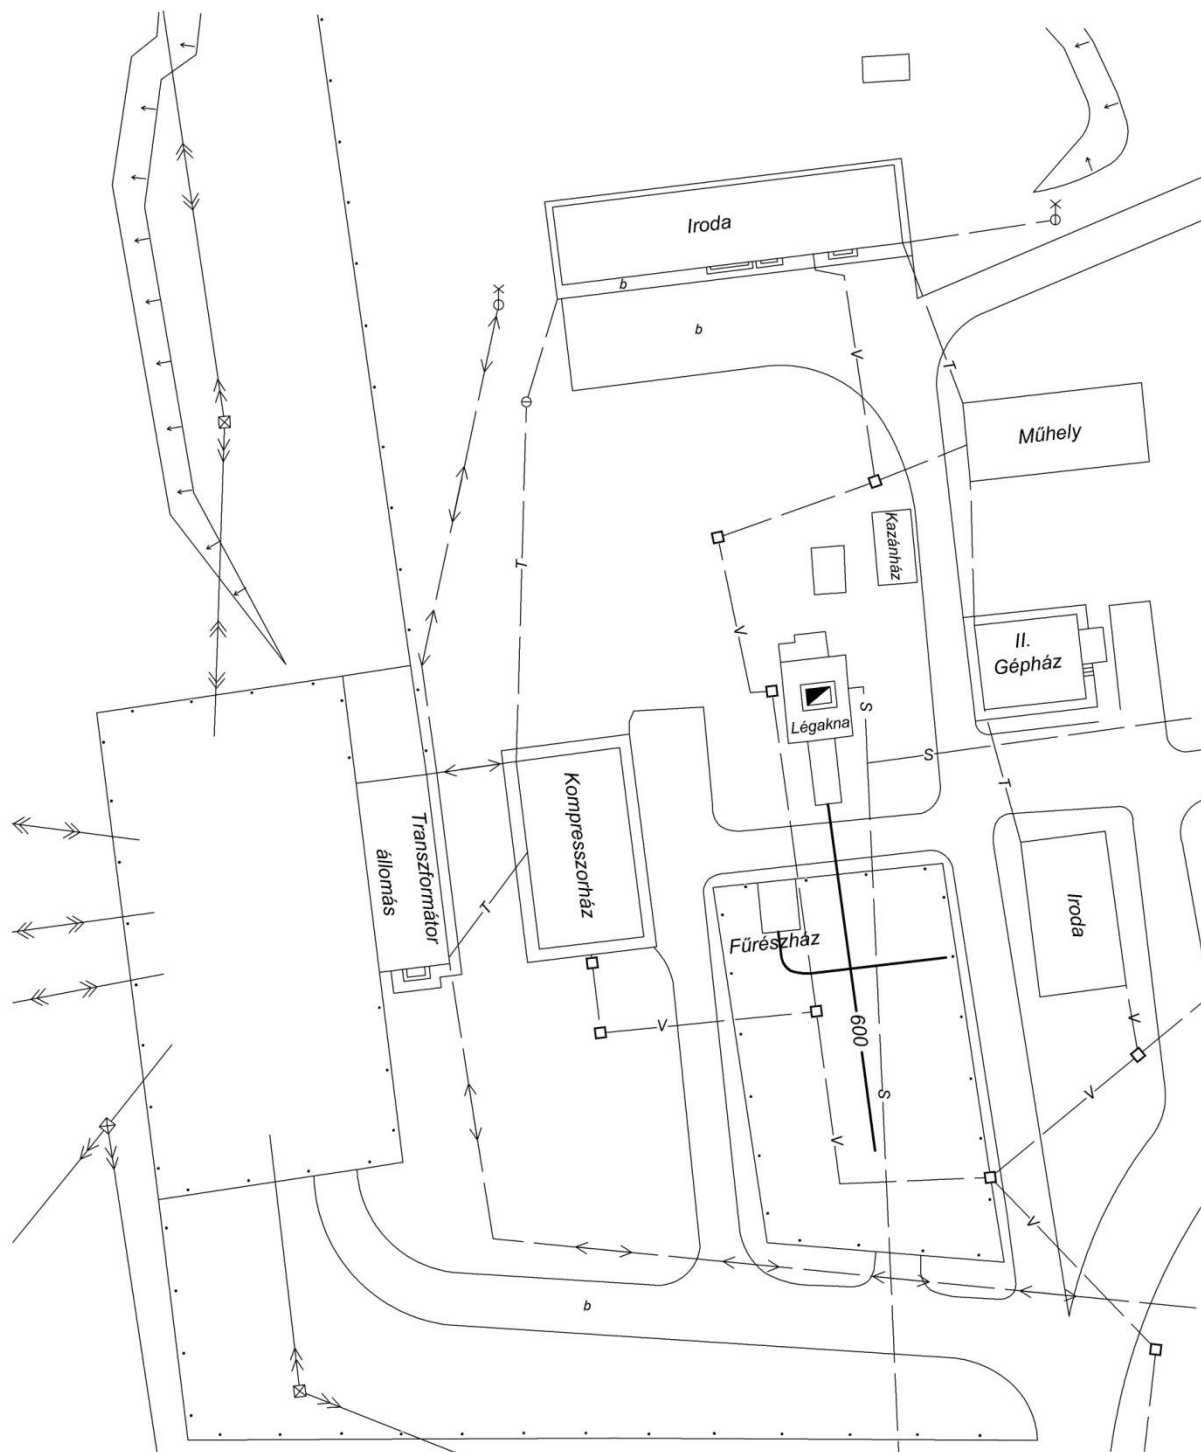 Iroda
b
b
V
T
Műhely
Kazánház
T
V
II.
Gépház
Légakna
S
S
T
Kompresszorház
Transzformátor
állomás
T
Iroda
Fűrészház
V
600
V
S
V
V
V
b